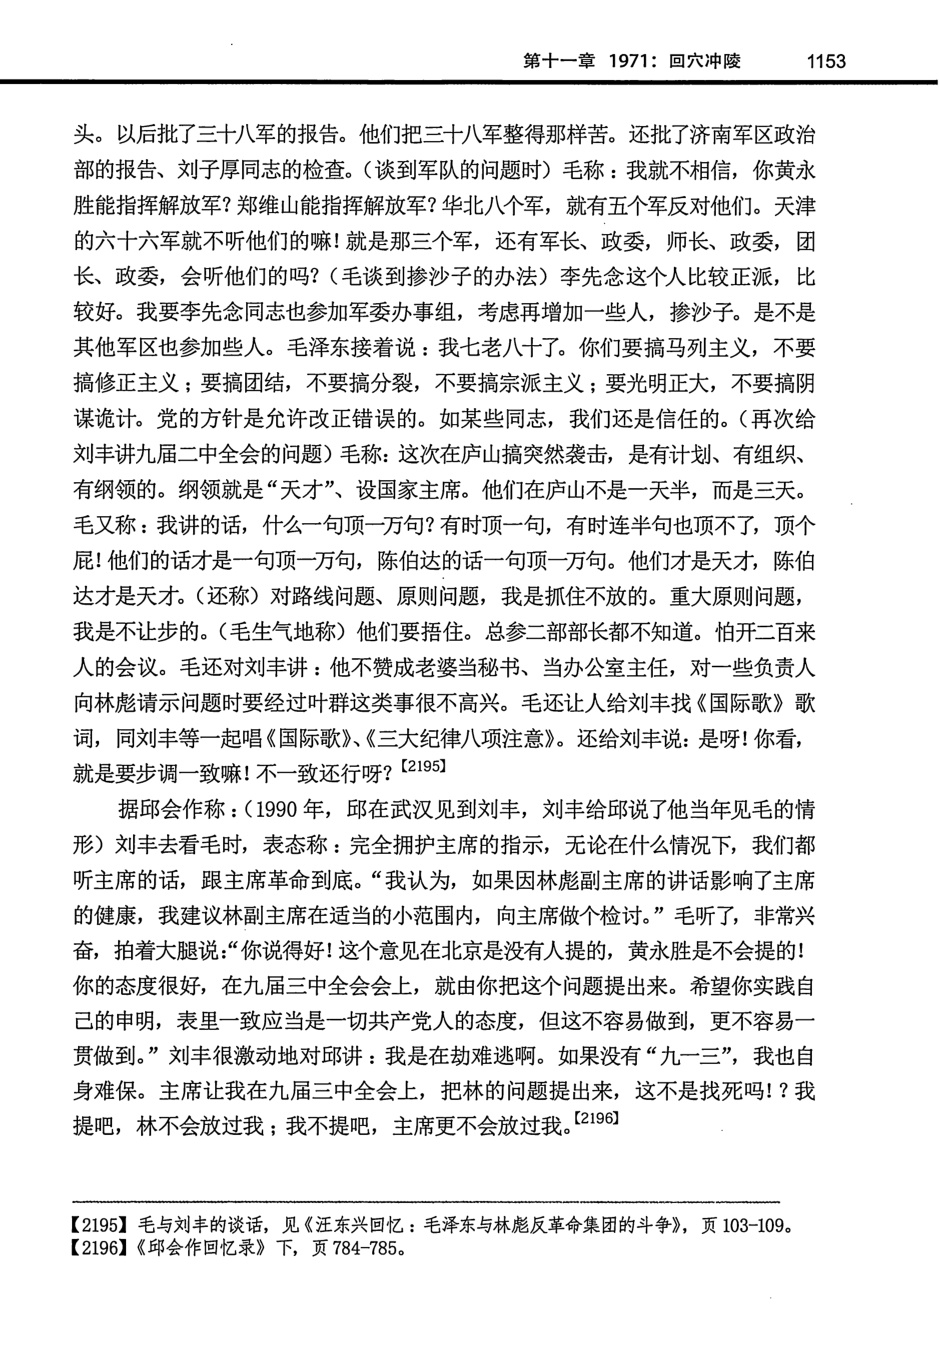 第十一章 1971：回穴冲陵 1153
头。以后批了三十八军的报告。他们把三十八军整得那样苦。还批了济南军区政治
部的报告、刘子厚同志的检查。（谈到军队的问题时）毛称：我就不相信，你黄永
胜能指挥解放军？郑维山能指挥解放军？华北八个军，就有五个军反对他们。天津
的六十六军就不听他们的嘛！就是那三个军，还有军长、政委，师长、政委，团
长、政委，会听他们的吗？（毛谈到掺沙子的办法）李先念这个人比较正派，比
较好。我要李先念同志也参加军委办事组，考虑再增加一些人，掺沙子。是不是
其他军区也参加些人。毛泽东接着说：我七老八十了。你们要搞马列主义，不要
搞修正主义；要搞团结，不要搞分裂，不要搞宗派主义；要光明正大，不要搞阴
谋诡计。党的方针是允许改正错误的。如某些同志，我们还是信任的。（再次给
刘丰讲九届二中全会的问题）毛称：这次在庐山搞突然袭击，是有计划、有组织、
有纲领的。纲领就是“天才”、设国家主席。他们在庐山不是一天半，而是三天。
毛又称：我讲的话，什么一句顶一万句？有时顶一句，有时连半句也顶不了，顶个
屁！他们的话才是一句顶一万句，陈伯达的话一句顶一万句。他们才是天才，陈伯
达才是天才。（还称）对路线问题、原则问题，我是抓住不放的。重大原则问题，
我是不让步的。（毛生气地称）他们要捂住。总参二部部长都不知道。怕开二百来
人的会议。毛还对刘丰讲：他不赞成老婆当秘书、当办公室主任，对一些负责人
向林彪请示问题时要经过叶群这类事很不高兴。毛还让人给刘丰找《国际歌》歌
词，同刘丰等一起唱《国际歌》、《三大纪律八项注意》。还给刘丰说：是呀！你看，
就是要步调一致嘛！不一致还行呀？【2195】
据邱会作称：（1990 年，邱在武汉见到刘丰，刘丰给邱说了他当年见毛的情
形）刘丰去看毛时，表态称：完全拥护主席的指示，无论在什么情况下，我们都
听主席的话，跟主席革命到底。“我认为，如果因林彪副主席的讲话影响了主席
的健康，我建议林副主席在适当的小范围内，向主席做个检讨。”毛听了，非常兴
奋，拍着大腿说：“你说得好！这个意见在北京是没有人提的，黄永胜是不会提的！
你的态度很好，在九届三中全会会上，就由你把这个问题提出来。希望你实践自
己的申明，表里一致应当是一切共产党人的态度，但这不容易做到，更不容易一
贯做到。”刘丰很激动地对邱讲：我是在劫难逃啊。如果没有“九一三”，我也自
身难保。主席让我在九届三中全会上，把林的问题提出来，这不是找死吗！？我
提吧，林不会放过我；我不提吧，主席更不会放过我。【2196】
【2195】毛与刘丰的谈话，见《汪东兴回忆：毛泽东与林彪反革命集团的斗争》，页 103-109。
【2196】《邱会作回忆录》下，页 784-785。